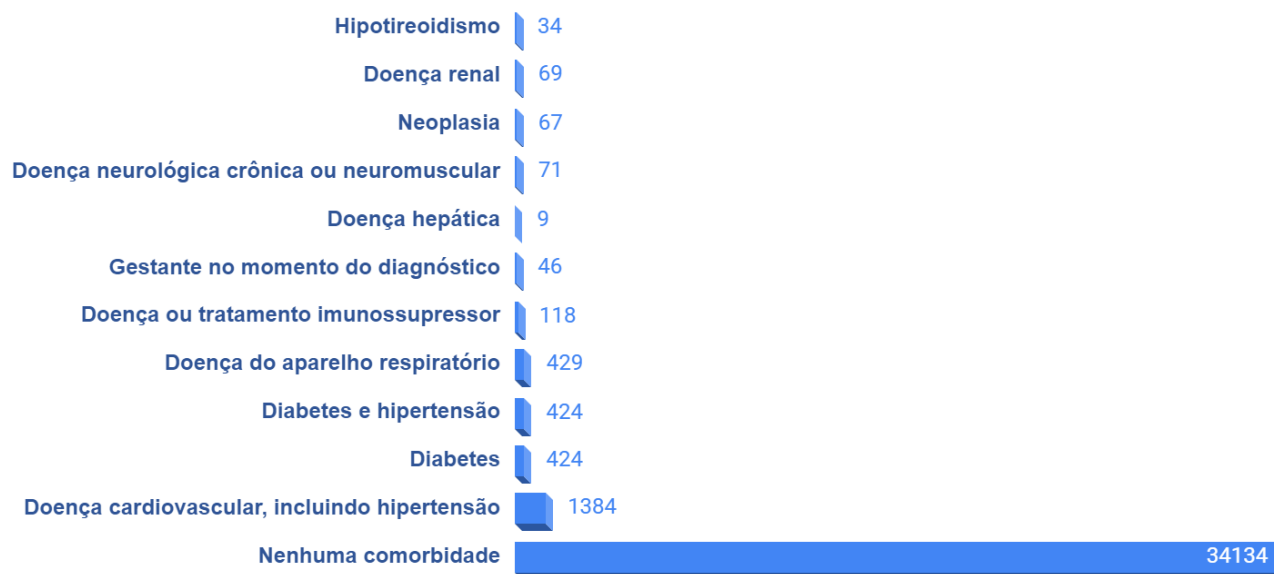 Hipotireoidismo 34
Doença renal 69
Neoplasia 67
Doença neurológica crônica ou neuromuscular 71
Doença hepática 9
Gestante no momento do diagnóstico 46
Doença ou tratamento imunossupressor 118
Doença do aparelho respiratório 429
Diabetes e hipertensão 424
Diabetes 424
Doença cardiovascular, incluindo hipertensão 1384
Nenhuma comorbidade 34134